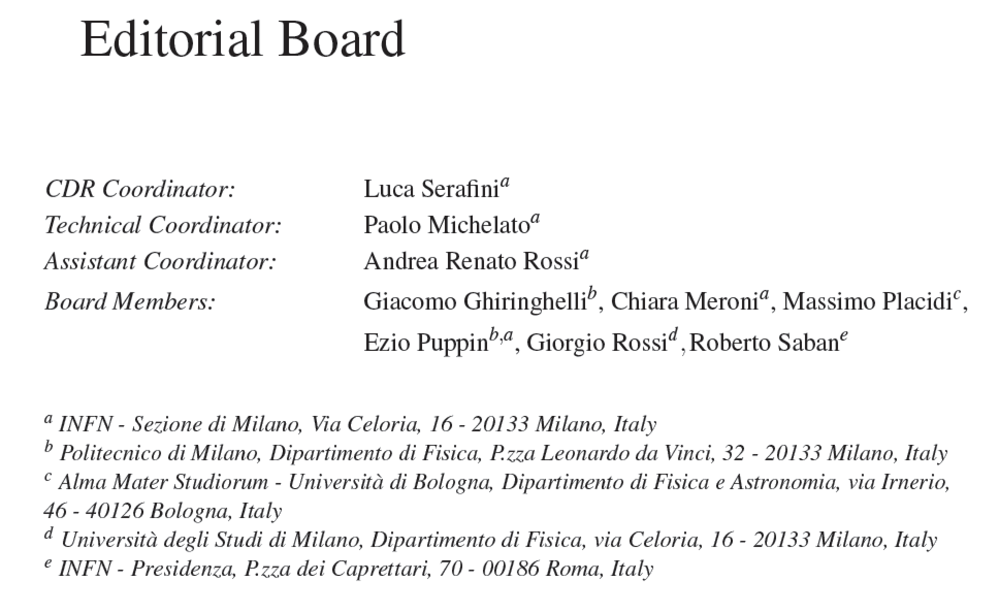 Editorial Board
CDR Coordinator: Luca Serafini^a
Technical Coordinator: Paolo Michelato^a
Assistant Coordinator: Andrea Renato Rossi^a
Board Members: Giacomo Ghiringhelli^b, Chiara Meroni^a, Massimo Placidi^c,
Ezio Puppin^b,a, Giorgio Rossi^d,Roberto Saban^e
^a INFN - Sezione di Milano, Via Celoria, 16 - 20133 Milano, Italy
^b Politecnico di Milano, Dipartimento di Fisica, P.zza Leonardo da Vinci, 32 - 20133 Milano, Italy
^c Alma Mater Studiorum - Università di Bologna, Dipartimento di Fisica e Astronomia, via Irnerio,
46 - 40126 Bologna, Italy
^d Università degli Studi di Milano, Dipartimento di Fisica, via Celoria, 16 - 20133 Milano, Italy
^e INFN - Presidenza, P.zza dei Caprettari, 70 - 00186 Roma, Italy